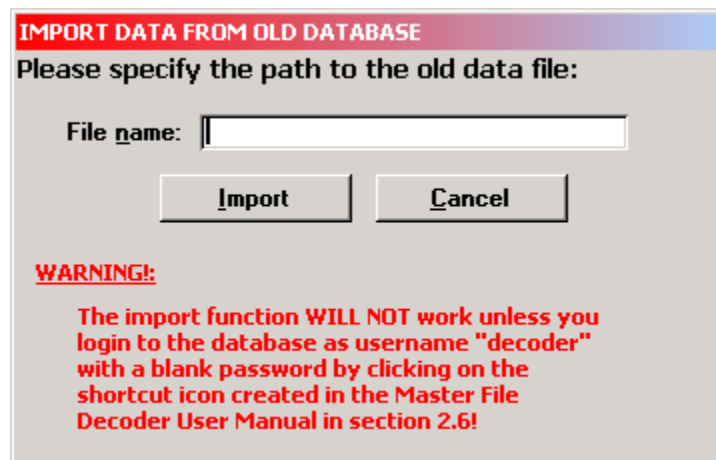 IMPORT DATA FROM OLD DATABASE
Please specify the path to the old data file:
File name:
Import Cancel
WARNING!:
The import function WILL NOT work unless you
login to the database as username "decoder"
with a blank password by clicking on the
shortcut icon created in the Master File
Decoder User Manual in section 2.6!